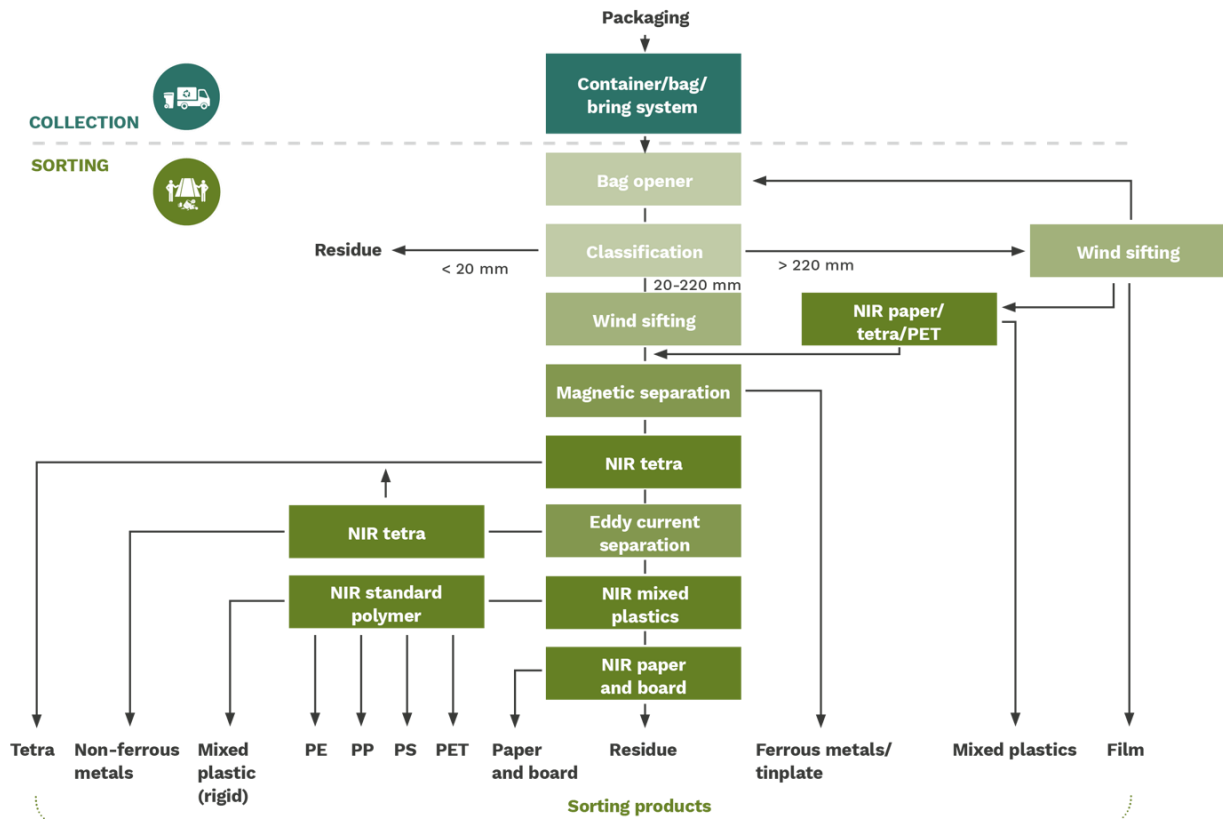 Packaging
Container/bag/
bring system
COLLECTION
SORTING
Bag opener
Residue
< 20 mm
Classification
> 220 mm
Wind sifting
20-220 mm
Wind sifting
NIR paper/
tetra/PET
Magnetic separation
NIR tetra
NIR tetra
Eddy current
separation
NIR standard
polymer
NIR mixed
plastics
NIR paper
and board
Tetra
Non-ferrous
metals
Mixed
plastic
(rigid)
PE
PP
PS
PET
Paper
and board
Residue
Ferrous metals/
tinplate
Mixed plastics
Film
Sorting products